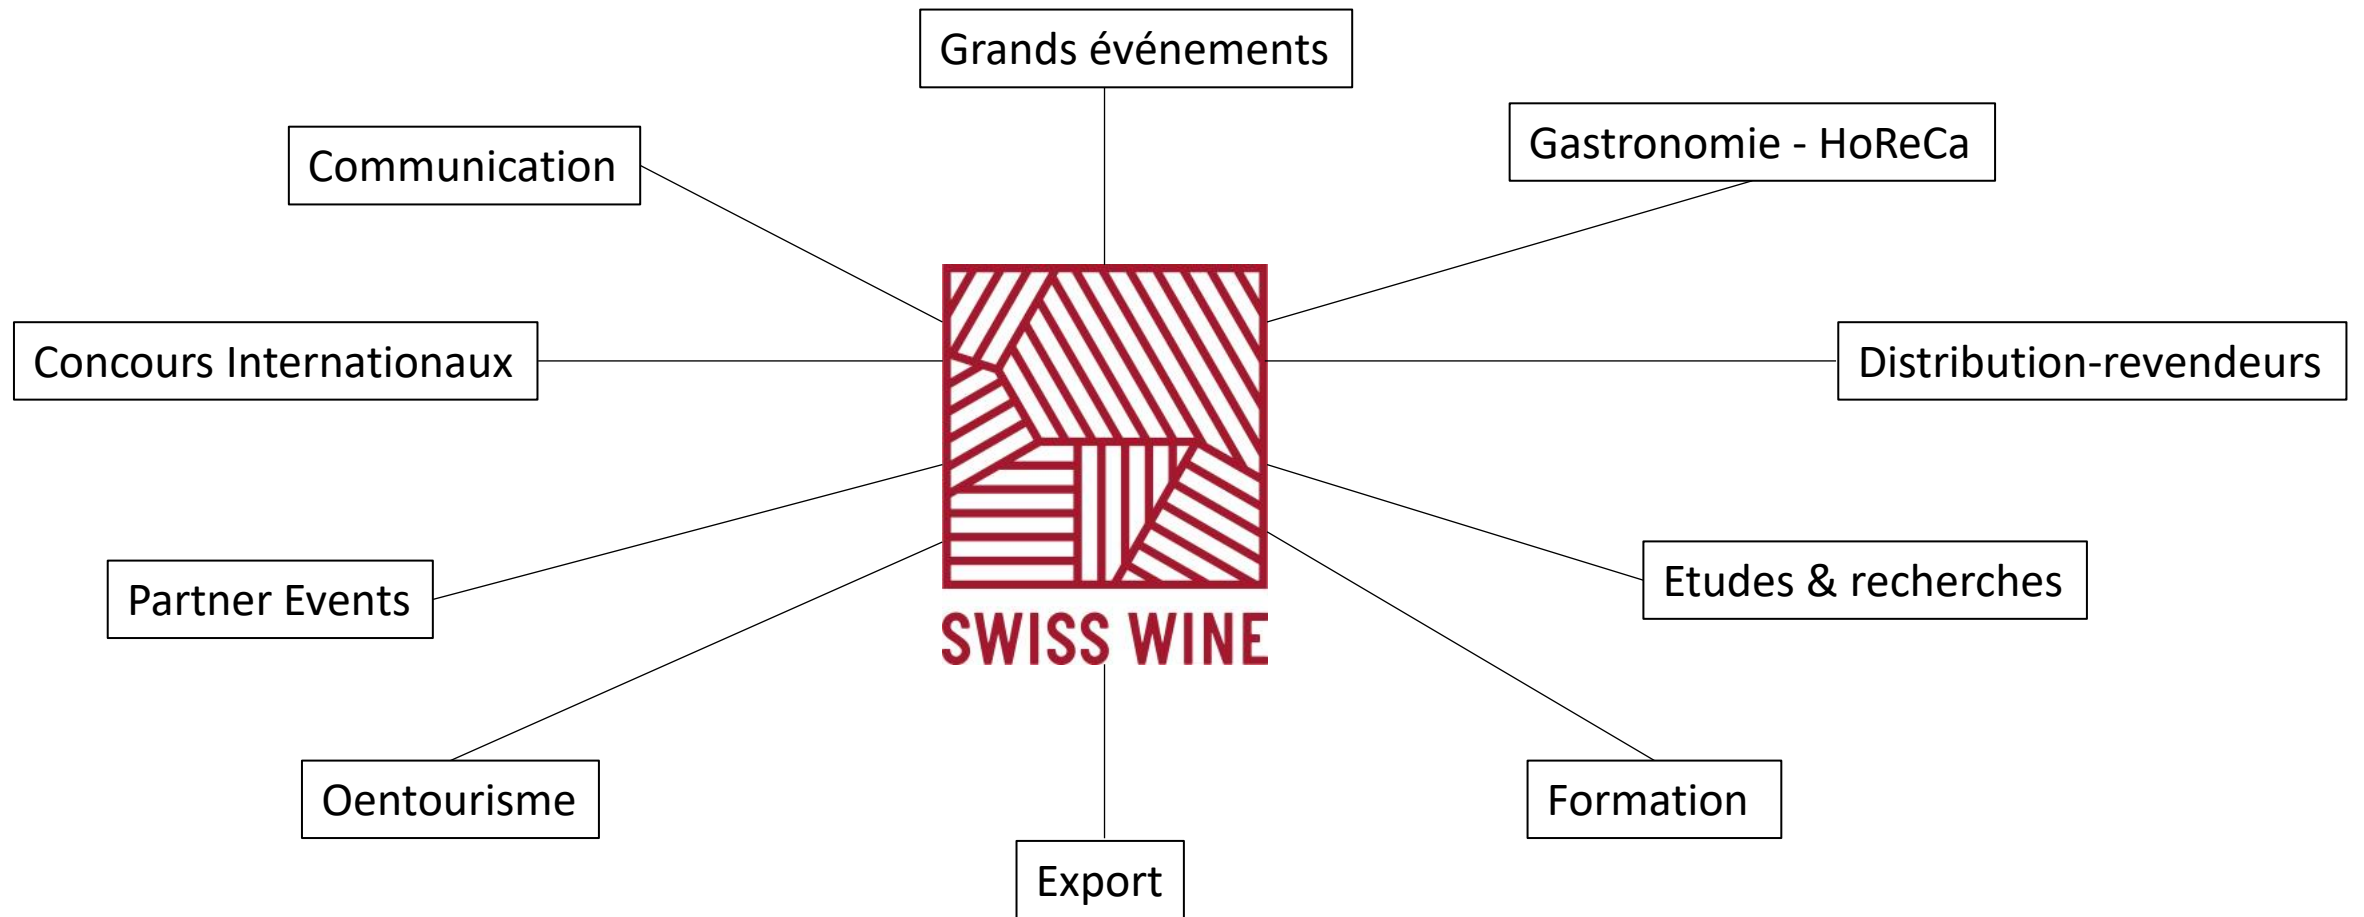 Grands événements
Gastronomie - HoReCa
Communication
Concours Internationaux
Distribution-revendeurs
Partner Events
Etudes & recherches
SWISS WINE
Oentourisme
Formation
Export